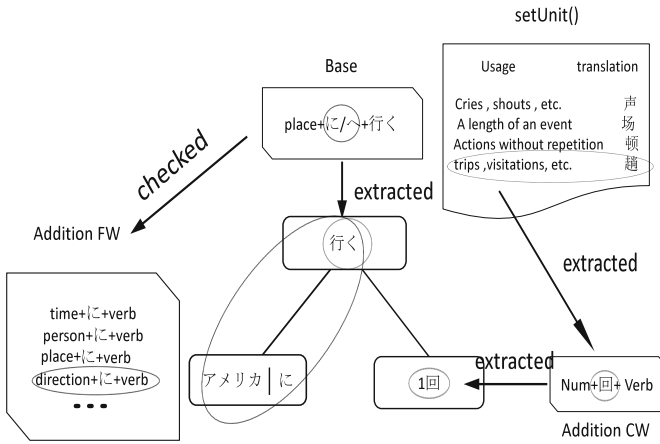 setUnit()
Usage translation
Cries , shouts , etc. 声
A length of an event 场
Actions without repetition 顿
trips ,visitations, etc. 趟
Base
place+に/へ+行く
checked
extracted
Addition FW
行く
extracted
time+に+verb
person+に+verb
place+に+verb
direction+に+verb
...
アメリカ | に
1回
extracted
Num+回+ Verb
Addition CW